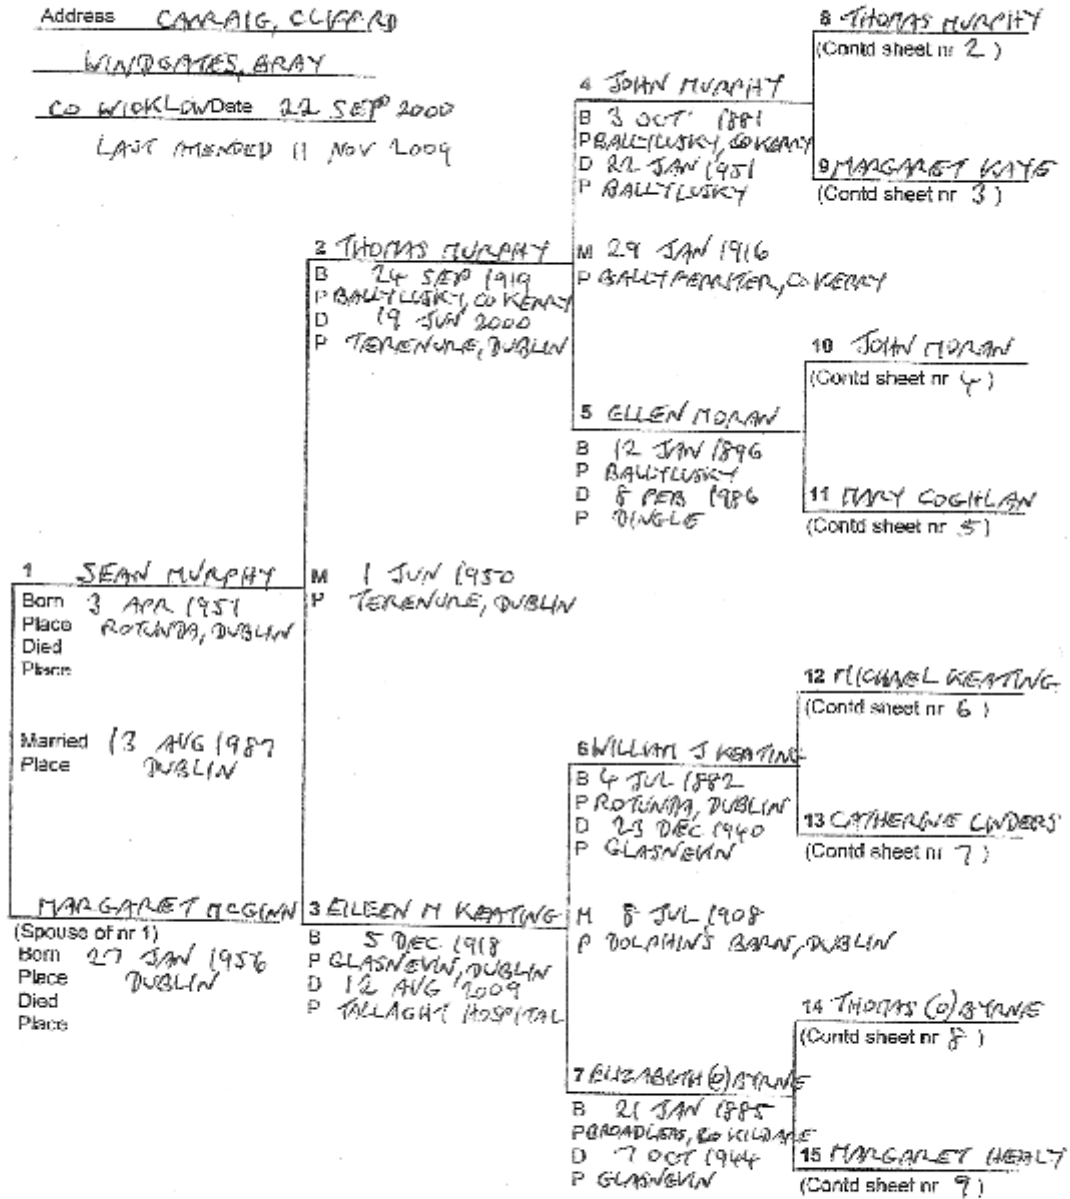 Address CARRAIG, CLIFF RD
WINDGATES, BRAY
CO WICKLOW Date 22 SEP 2000
LAST AMENDED 11 NOV 2009
8 THOMAS MURPHY
(Contd sheet nr 2)
4 JOHN MURPHY
B 3 OCT 1881
P BALLYLUSKY, CO KERRY
D 22 JAN 1951
P BALLYLUSKY
9 MARGARET KAYE
(Contd sheet nr 3)
2 THOMAS MURPHY
B 24 SEP 1919
P BALLYLUSKY, CO KERRY
D 19 JUN 2000
P TERENURE, DUBLIN
M 29 JAN 1916
P BALLYFERRITER, CO KERRY
10 JOHN MORAN
(Contd sheet nr 4)
5 ELLEN MORAN
B 12 JAN 1896
P BALLYLUSKY
D 8 FEB 1986
P DINGLE
11 MARY COGHLAN
(Contd sheet nr 5)
1 SEAN MURPHY
Born 3 APR 1951
Place ROTUNDA, DUBLIN
Died
Place
M 1 JUN 1950
P TERENURE, DUBLIN
Married 13 AUG 1987
Place DUBLIN
12 MICHAEL KEATING
(Contd sheet nr 6)
6 WILLIAM J KEATING
B 4 JUL 1882
P ROTUNDA, DUBLIN
D 23 DEC 1940
P GLASNEVIN
13 CATHERINE LINDERS
(Contd sheet nr 7)
MARGARET MCGINN
(Spouse of nr 1)
Born 27 JAN 1956
Place DUBLIN
Died
Place
3 EILEEN M KEATING
B 5 DEC 1918
P GLASNEVIN, DUBLIN
D 12 AUG 2009
P TALLAGHT HOSPITAL
M 8 JUL 1908
P DOLPHIN'S BARN, DUBLIN
14 THOMAS (O) BYRNE
(Contd sheet nr 8)
7 ELIZABETH (O) BYRNE
B 21 JAN 1885
P BROADLEAS, CO KILDARE
D 7 OCT 1944
P GLASNEVIN
15 MARGARET HEALY
(Contd sheet nr 9)